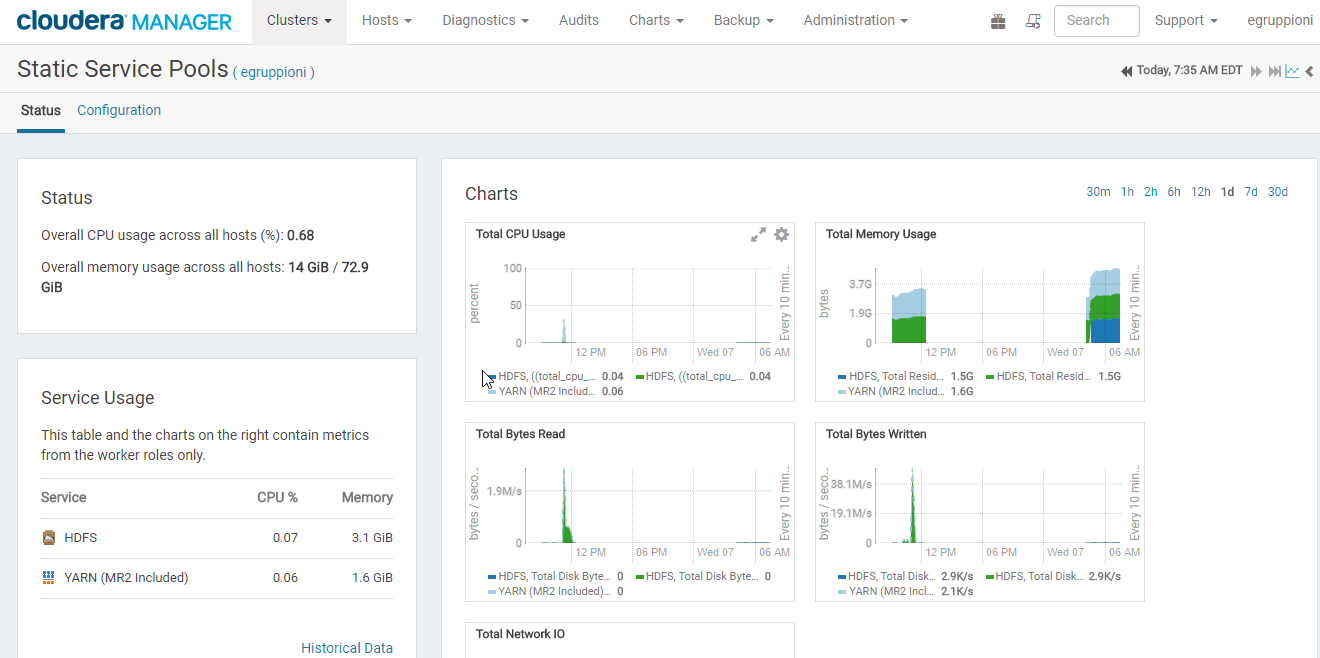 cloudera MANAGER Clusters Hosts Diagnostics Audits Charts Backup Administration Search Support egruppioni
Static Service Pools ( egruppioni )
Today, 7:35 AM EDT
Status Configuration
Status
Overall CPU usage across all hosts (%): 0.68
Overall memory usage across all hosts: 14 GiB / 72.9
GiB
Service Usage
This table and the charts on the right contain metrics
from the worker roles only.
Service CPU % Memory
HDFS 0.07 3.1 GiB
YARN (MR2 Included) 0.06 1.6 GiB
Historical Data
Charts
30m 1h 2h 6h 12h 1d 7d 30d
Total CPU Usage
percent
100
50
0
12 PM 06 PM Wed 07 06 AM
Every 10 min...
HDFS, ((total_cpu_... 0.04 HDFS, ((total_cpu_... 0.04
YARN (MR2 Includ... 0.06
Total Memory Usage
bytes
3.7G
1.9G
0
12 PM 06 PM Wed 07 06 AM
Every 10 min...
HDFS, Total Resid... 1.5G HDFS, Total Resid... 1.5G
YARN (MR2 Includ... 1.6G
Total Bytes Read
bytes / seco...
1.9M/s
0
12 PM 06 PM Wed 07 06 AM
Every 10 min...
HDFS, Total Disk Byte... 0 HDFS, Total Disk Byte... 0
YARN (MR2 Included)... 0
Total Bytes Written
bytes / seco...
38.1M/s
19.1M/s
0
12 PM 06 PM Wed 07 06 AM
Every 10 min...
HDFS, Total Disk... 2.9K/s HDFS, Total Disk... 2.9K/s
YARN (MR2 Incl... 2.1K/s
Total Network IO